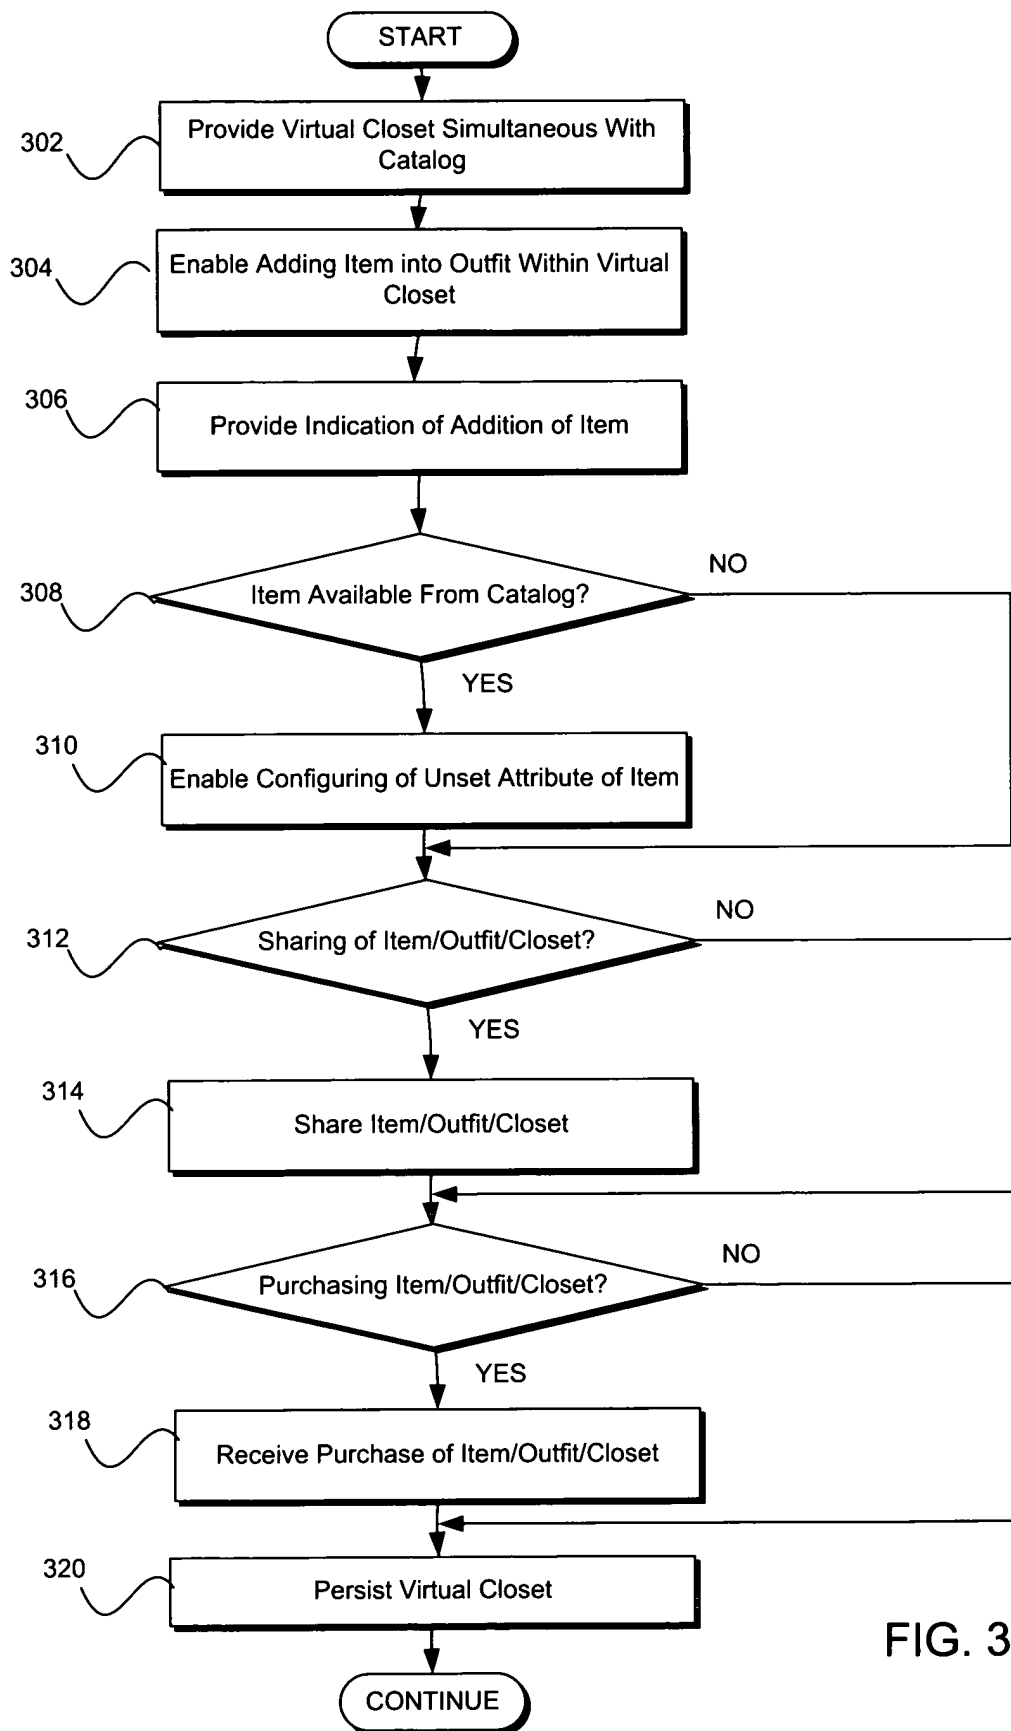 START
302
Provide Virtual Closet Simultaneous With
Catalog
304
Enable Adding Item into Outfit Within Virtual
Closet
306
Provide Indication of Addition of Item
NO
308
Item Available From Catalog?
YES
310
Enable Configuring of Unset Attribute of Item
NO
312
Sharing of Item/Outfit/Closet?
YES
314
Share Item/Outfit/Closet
NO
316
Purchasing Item/Outfit/Closet?
YES
318
Receive Purchase of Item/Outfit/Closet
320
Persist Virtual Closet
FIG. 3
CONTINUE